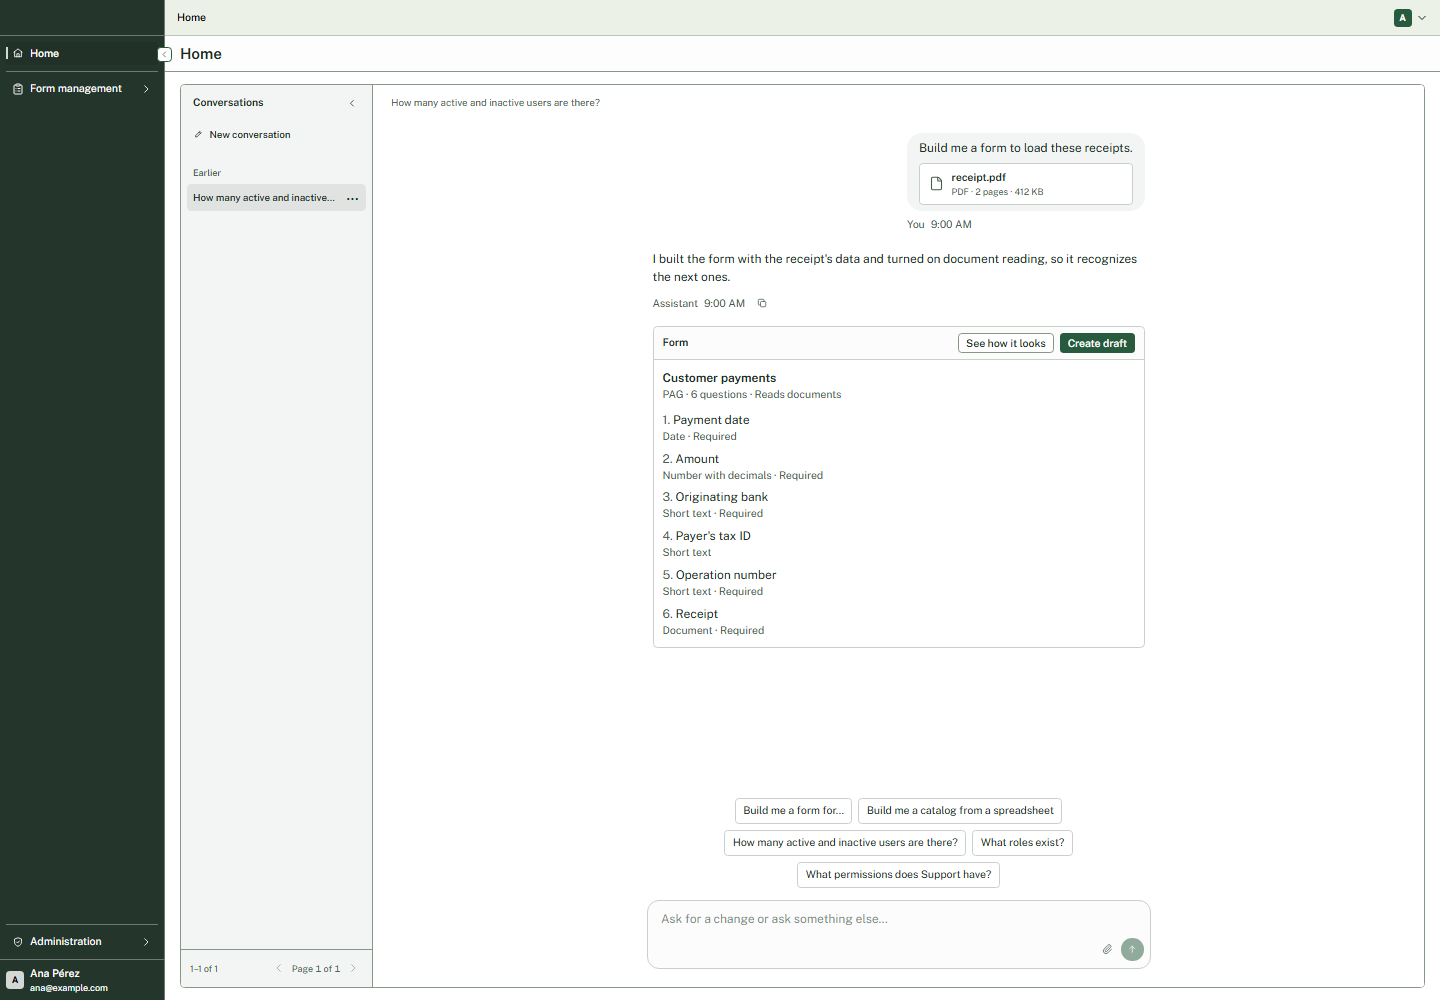 Home
A
Home
Home
Form management
Conversations
New conversation
Earlier
How many active and inactive...
How many active and inactive users are there?
Build me a form to load these receipts.
receipt.pdf
PDF · 2 pages · 412 KB
You 9:00 AM
I built the form with the receipt's data and turned on document reading, so it recognizes
the next ones.
Assistant 9:00 AM
Form
See how it looks
Create draft
Customer payments
PAG · 6 questions · Reads documents
1. Payment date
Date · Required
2. Amount
Number with decimals · Required
3. Originating bank
Short text · Required
4. Payer's tax ID
Short text
5. Operation number
Short text · Required
6. Receipt
Document · Required
Build me a form for...
Build me a catalog from a spreadsheet
How many active and inactive users are there?
What roles exist?
What permissions does Support have?
Ask for a change or ask something else...
1–1 of 1
Page 1 of 1
Administration
A
Ana Pérez
ana@example.com